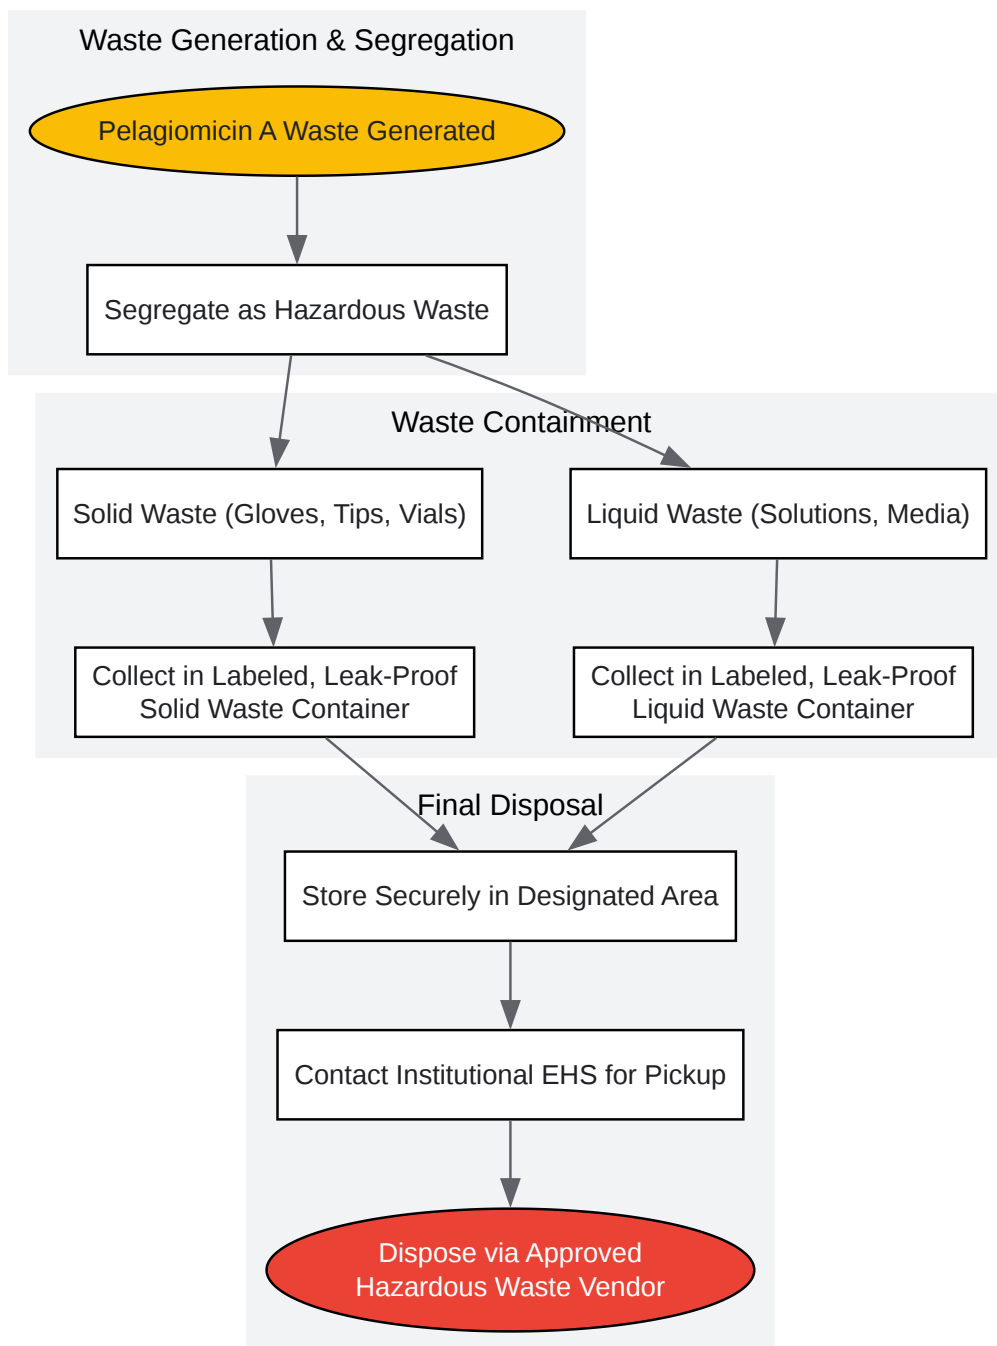 Waste Generation & Segregation
Pelagiomicin A Waste Generated
Segregate as Hazardous Waste
Waste Containment
Solid Waste (Gloves, Tips, Vials)
Liquid Waste (Solutions, Media)
Collect in Labeled, Leak-Proof
Solid Waste Container
Collect in Labeled, Leak-Proof
Liquid Waste Container
Final Disposal
Store Securely in Designated Area
Contact Institutional EHS for Pickup
Dispose via Approved
Hazardous Waste Vendor